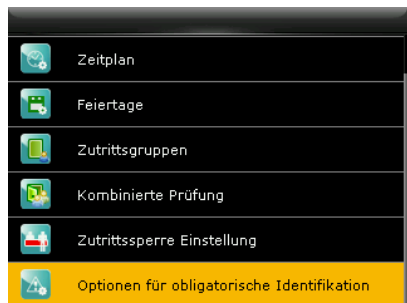 Zeitplan
Feiertage
Zutrittsgruppen
Kombinierte Prüfung
Zutrittssperre Einstellung
Optionen für obligatorische Identifikation